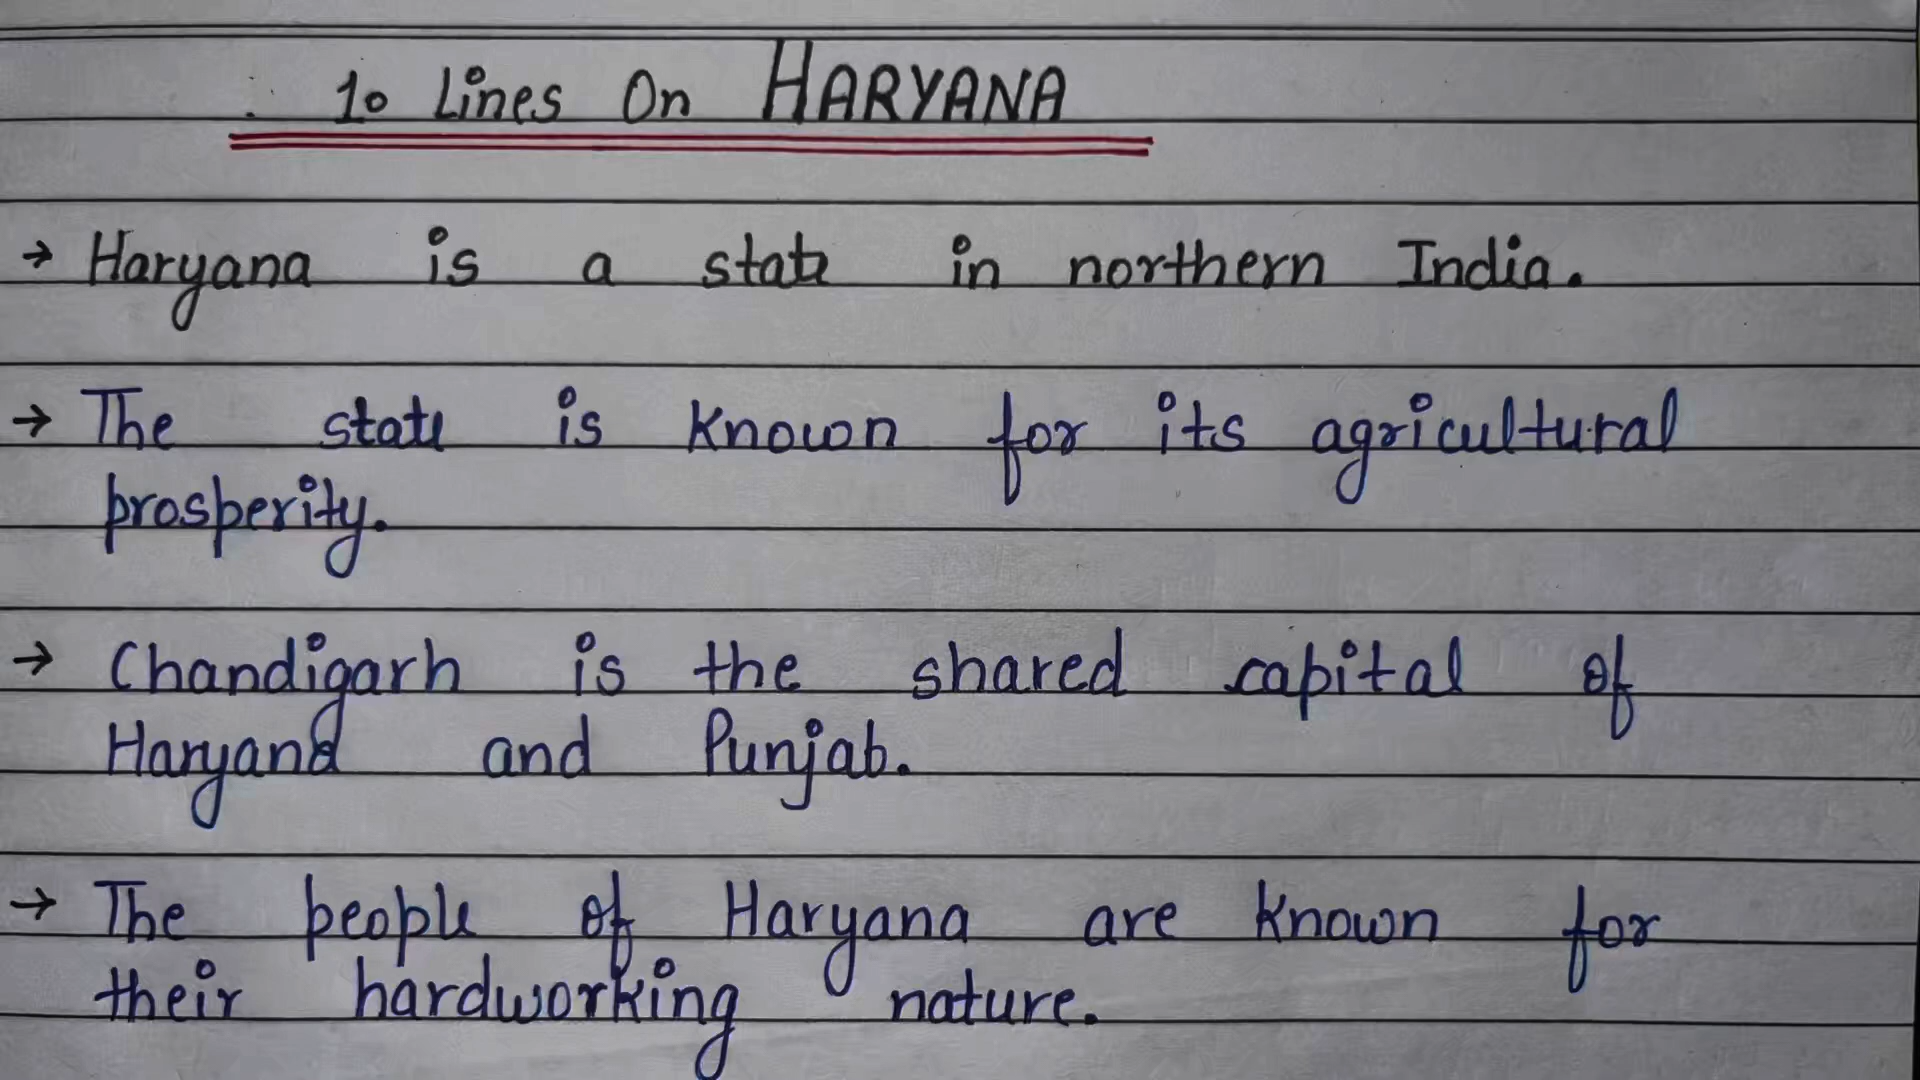 10 Lines On HARYANA
→ Haryana is a state in northern India.
→ The state is known for its agricultural
prosperity.
→ Chandigarh is the shared capital of
Haryana and Punjab.
→ The people of Haryana are known for
their hardworking nature.